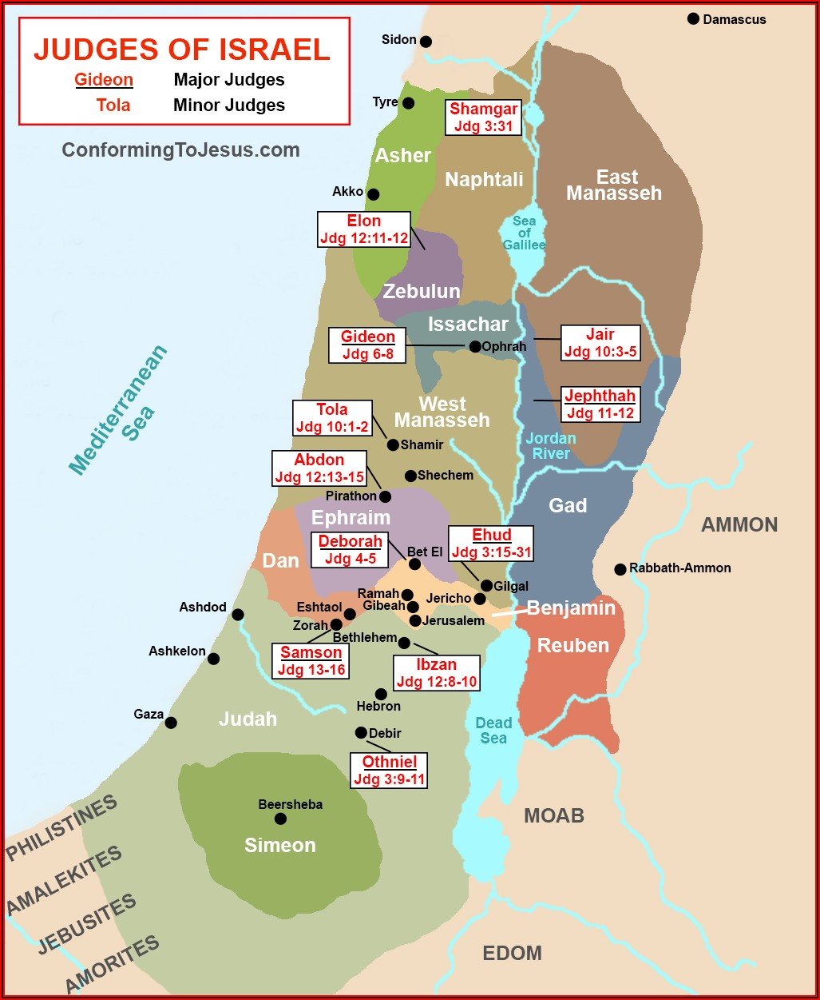 JUDGES OF ISRAEL
Gideon Major Judges
Tola Minor Judges
ConformingToJesus.com
Damascus
Sidon
Tyre
Shamgar
Jdg 3:31
Asher
Naphtali
East
Manasseh
Akko
Elon
Jdg 12:11-12
Sea
of
Galilee
Zebulun
Issachar
Gideon
Jdg 6-8
Ophrah
Jair
Jdg 10:3-5
Mediterranean
Sea
West
Manasseh
Jephthah
Jdg 11-12
Tola
Jdg 10:1-2
Shamir
Jordan
River
Abdon
Jdg 12:13-15
Shechem
Pirathon
Ephraim
Gad
AMMON
Deborah
Jdg 4-5
Bet El
Ehud
Jdg 3:15-31
Dan
Rabbath-Ammon
Gilgal
Ramah
Jericho
Gibeah
Benjamin
Ashdod
Eshtaol
Zorah
Jerusalem
Bethlehem
Reuben
Ashkelon
Samson
Jdg 13-16
Ibzan
Jdg 12:8-10
Hebron
Gaza
Judah
Dead
Sea
Debir
Othniel
Jdg 3:9-11
Beersheba
Simeon
MOAB
PHILISTINES
AMALEKITES
JEBUSITES
AMORITES
EDOM